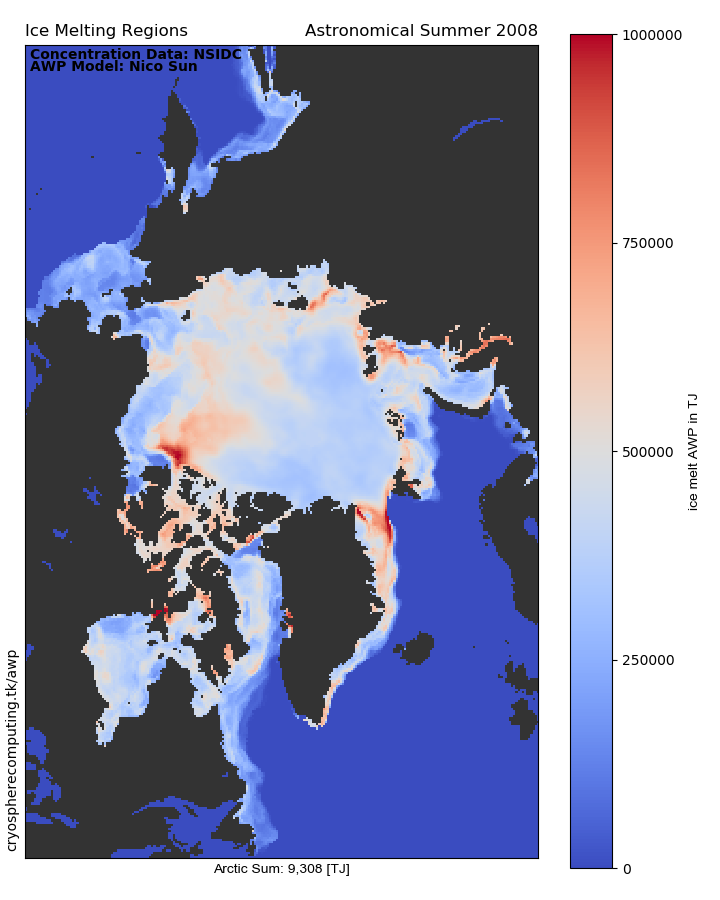 Ice Melting Regions
Astronomical Summer 2008
Concentration Data: NSIDC
AWP Model: Nico Sun
1000000
750000
500000
250000
0
ice melt AWP in TJ
cryospherecomputing.tk/awp
Arctic Sum: 9,308 [TJ]